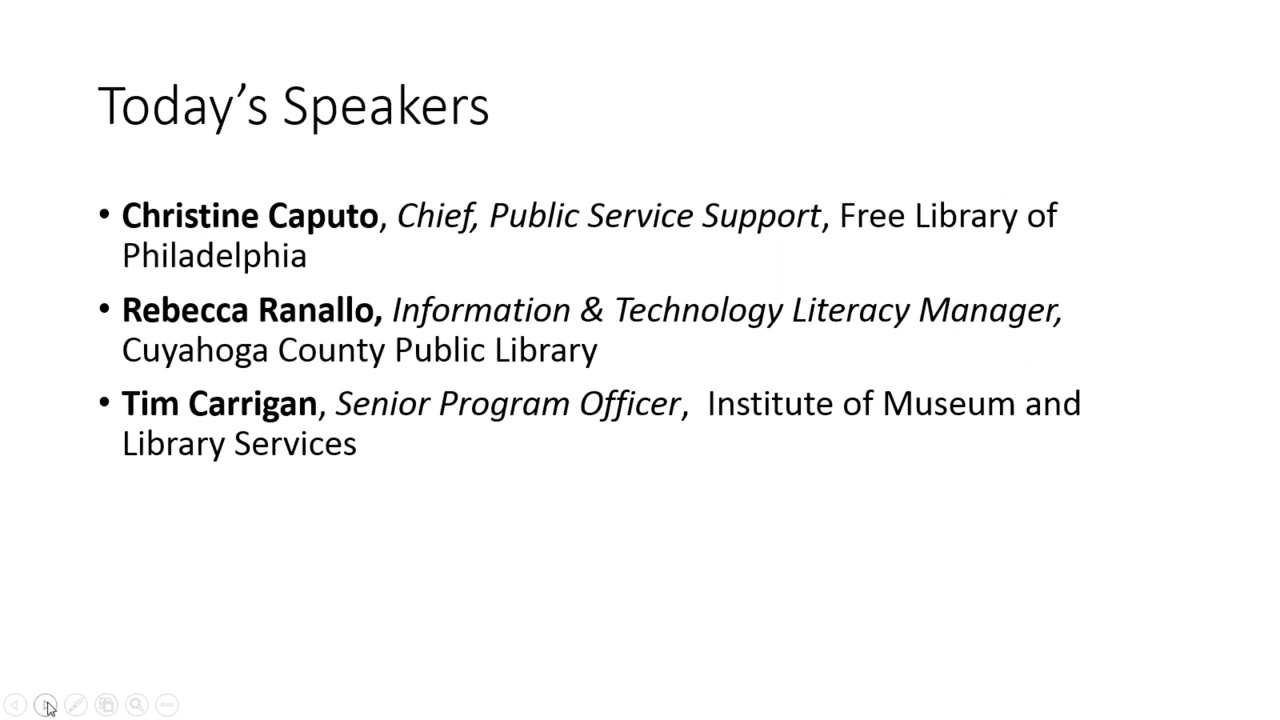 Today’s Speakers
• Christine Caputo, Chief, Public Service Support, Free Library of
Philadelphia
• Rebecca Ranallo, Information & Technology Literacy Manager,
Cuyahoga County Public Library
• Tim Carrigan, Senior Program Officer,  Institute of Museum and
Library Services